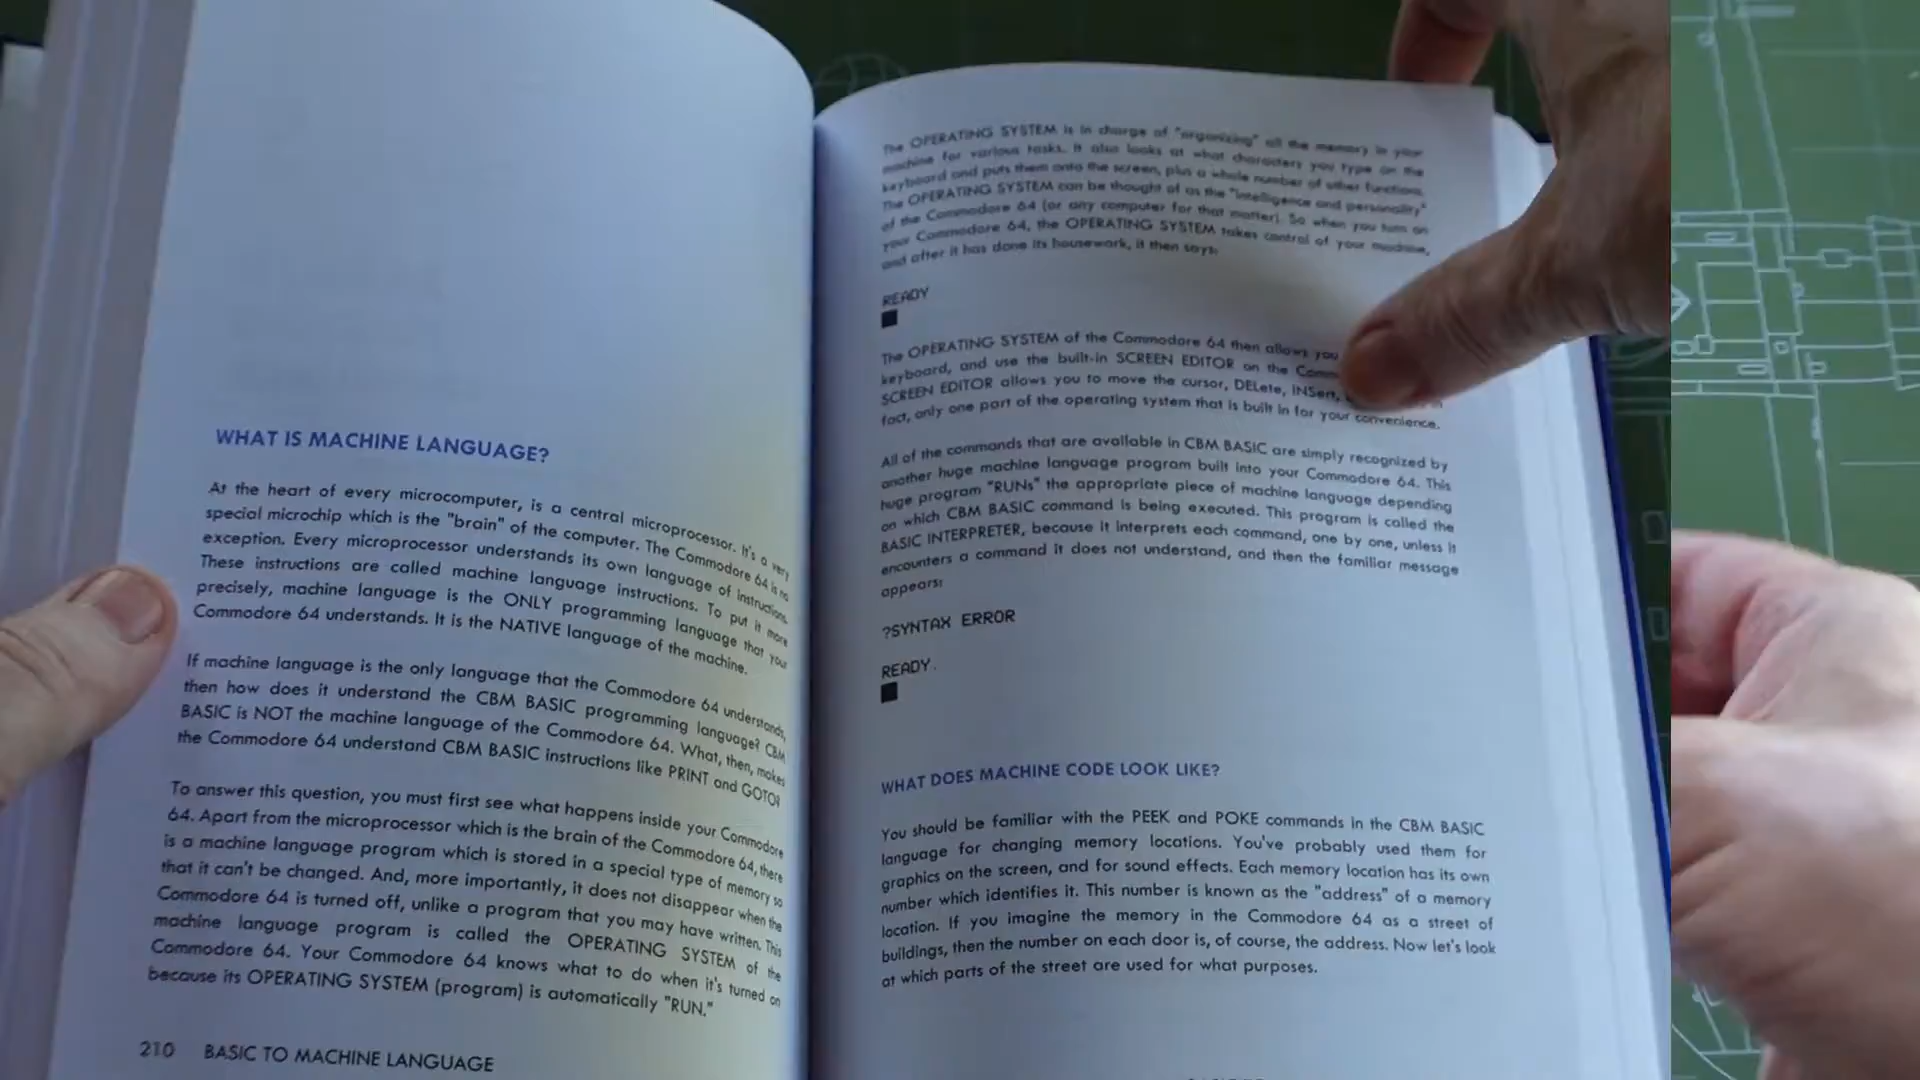 WHAT IS MACHINE LANGUAGE?
At the heart of every microcomputer, is a central microprocessor. It's a very
special microchip which is the "brain" of the computer. The Commodore 64 is no
exception. Every microprocessor understands its own language of instructions.
These instructions are called machine language instructions. To put it more
precisely, machine language is the ONLY programming language that your
Commodore 64 understands. It is the NATIVE language of the machine.
If machine language is the only language that the Commodore 64 understands,
then how does it understand the CBM BASIC programming language? CBM
BASIC is NOT the machine language of the Commodore 64. What, then, makes
the Commodore 64 understand CBM BASIC instructions like PRINT and GOTO?
To answer this question, you must first see what happens inside your Commodore
64. Apart from the microprocessor which is the brain of the Commodore 64, there
is a machine language program which is stored in a special type of memory so
that it can't be changed. And, more importantly, it does not disappear when the
Commodore 64 is turned off, unlike a program that you may have written. This
machine language program is called the OPERATING SYSTEM of the
Commodore 64. Your Commodore 64 knows what to do when it's turned on
because its OPERATING SYSTEM (program) is automatically "RUN."
210 BASIC TO MACHINE LANGUAGE
The OPERATING SYSTEM is in charge of "organizing" all the memory in your
machine for various tasks. It also looks at what characters you type on the
keyboard and puts them onto the screen, plus a whole number of other functions.
The OPERATING SYSTEM can be thought of as the "intelligence and personality"
of the Commodore 64 (or any computer for that matter). So when you turn on
your Commodore 64, the OPERATING SYSTEM takes control of your machine,
and after it has done its housework, it then says:
READY
The OPERATING SYSTEM of the Commodore 64 then allows you
keyboard, and use the built-in SCREEN EDITOR on the
SCREEN EDITOR allows you to move the cursor, DELete, INSert,
fact, only one part of the operating system that is built in for your convenience.
All of the commands that are available in CBM BASIC are simply recognized by
another huge machine language program built into your Commodore 64. This
huge program "RUNs" the appropriate piece of machine language depending
on which CBM BASIC command is being executed. This program is called the
BASIC INTERPRETER, because it interprets each command, one by one, unless it
encounters a command it does not understand, and then the familiar message
appears:
?SYNTAX ERROR
READY.
WHAT DOES MACHINE CODE LOOK LIKE?
You should be familiar with the PEEK and POKE commands in the CBM BASIC
language for changing memory locations. You've probably used them for
graphics on the screen, and for sound effects. Each memory location has its own
number which identifies it. This number is known as the "address" of a memory
location. If you imagine the memory in the Commodore 64 as a street of
buildings, then the number on each door is, of course, the address. Now let's look
at which parts of the street are used for what purposes.